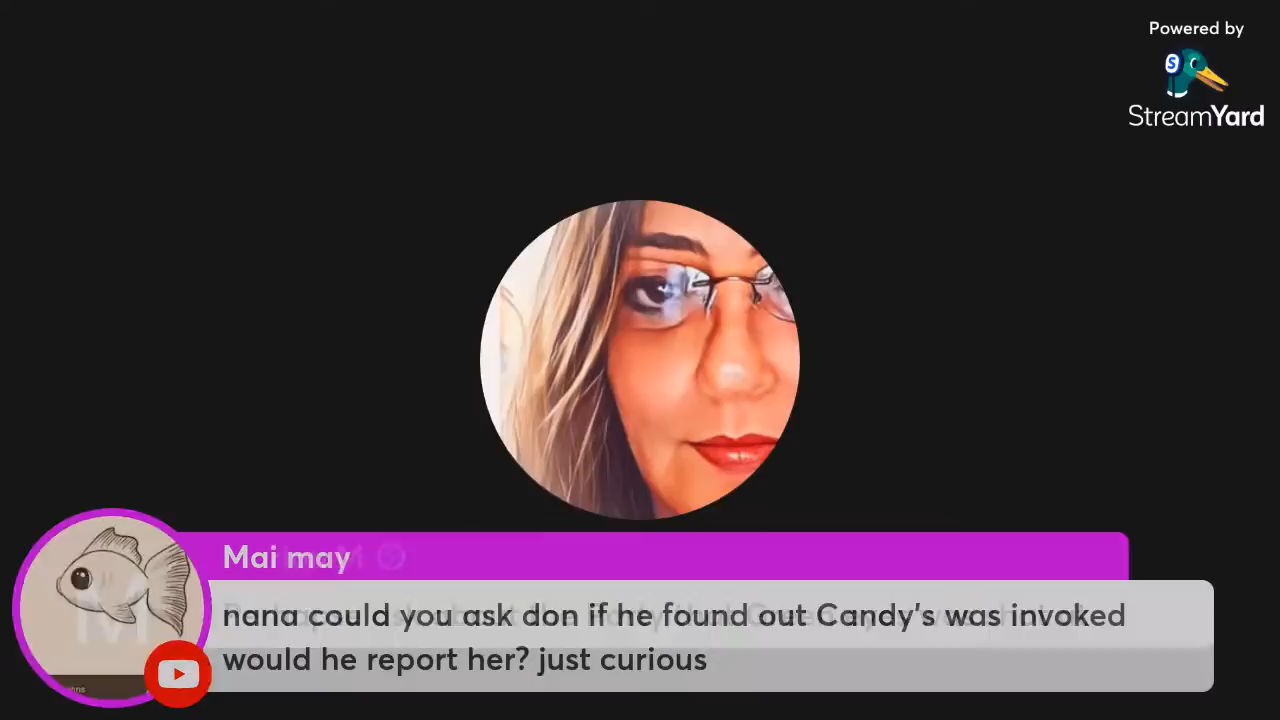 Powered by
S
StreamYard
Mai may
nana could you ask don if he found out Candy's was invoked
would he report her? just curious